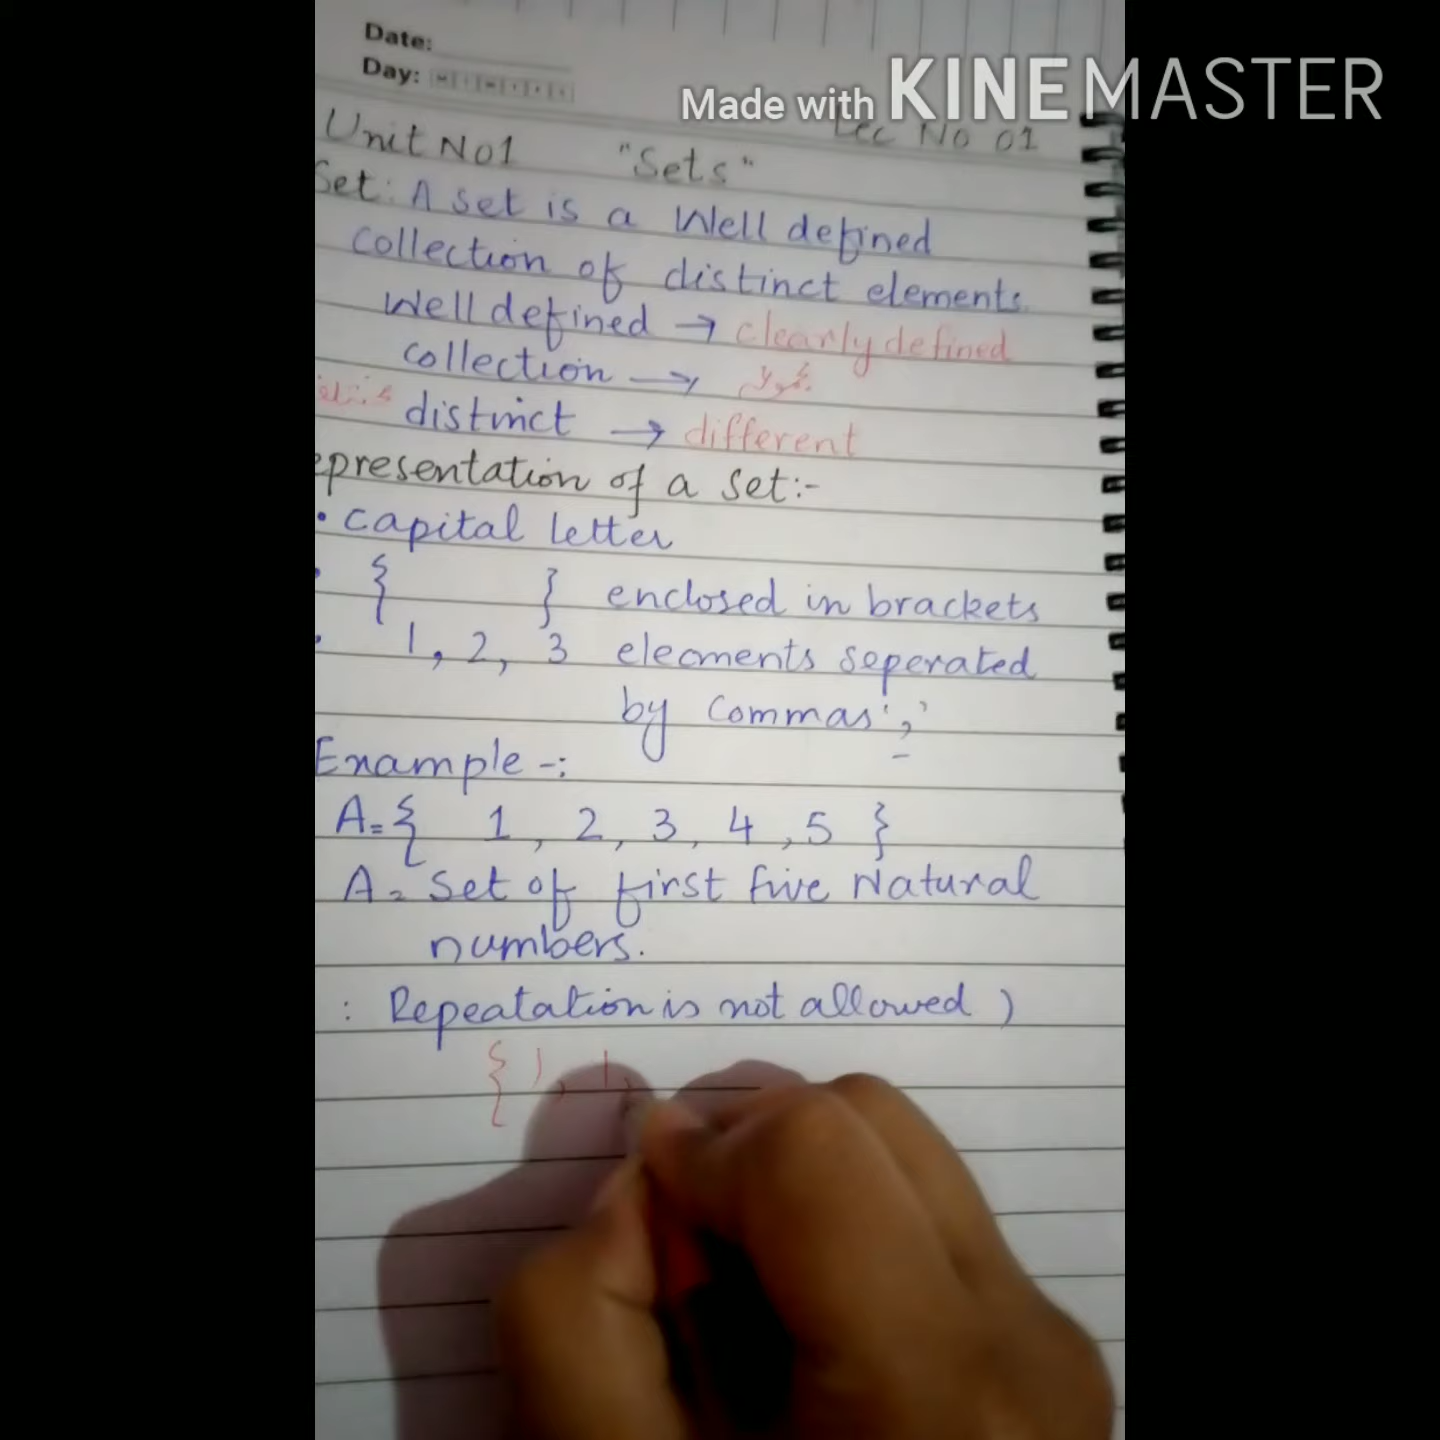 Date:
Day:
Made with KINEMASTER
Lec No 01
Unit No1 "Sets"
Set: A set is a Well defined
collection of distinct elements.
Well defined → clearly defined
collection →
distinct → different
epresentation of a set:-
• capital letter
• { } enclosed in brackets
• 1, 2, 3 elements seperated
by commas ','
Example -:
A={ 1, 2, 3, 4, 5 }
A= Set of first five Natural
numbers.
: Repeatation is not allowed )
{ 1, 1,